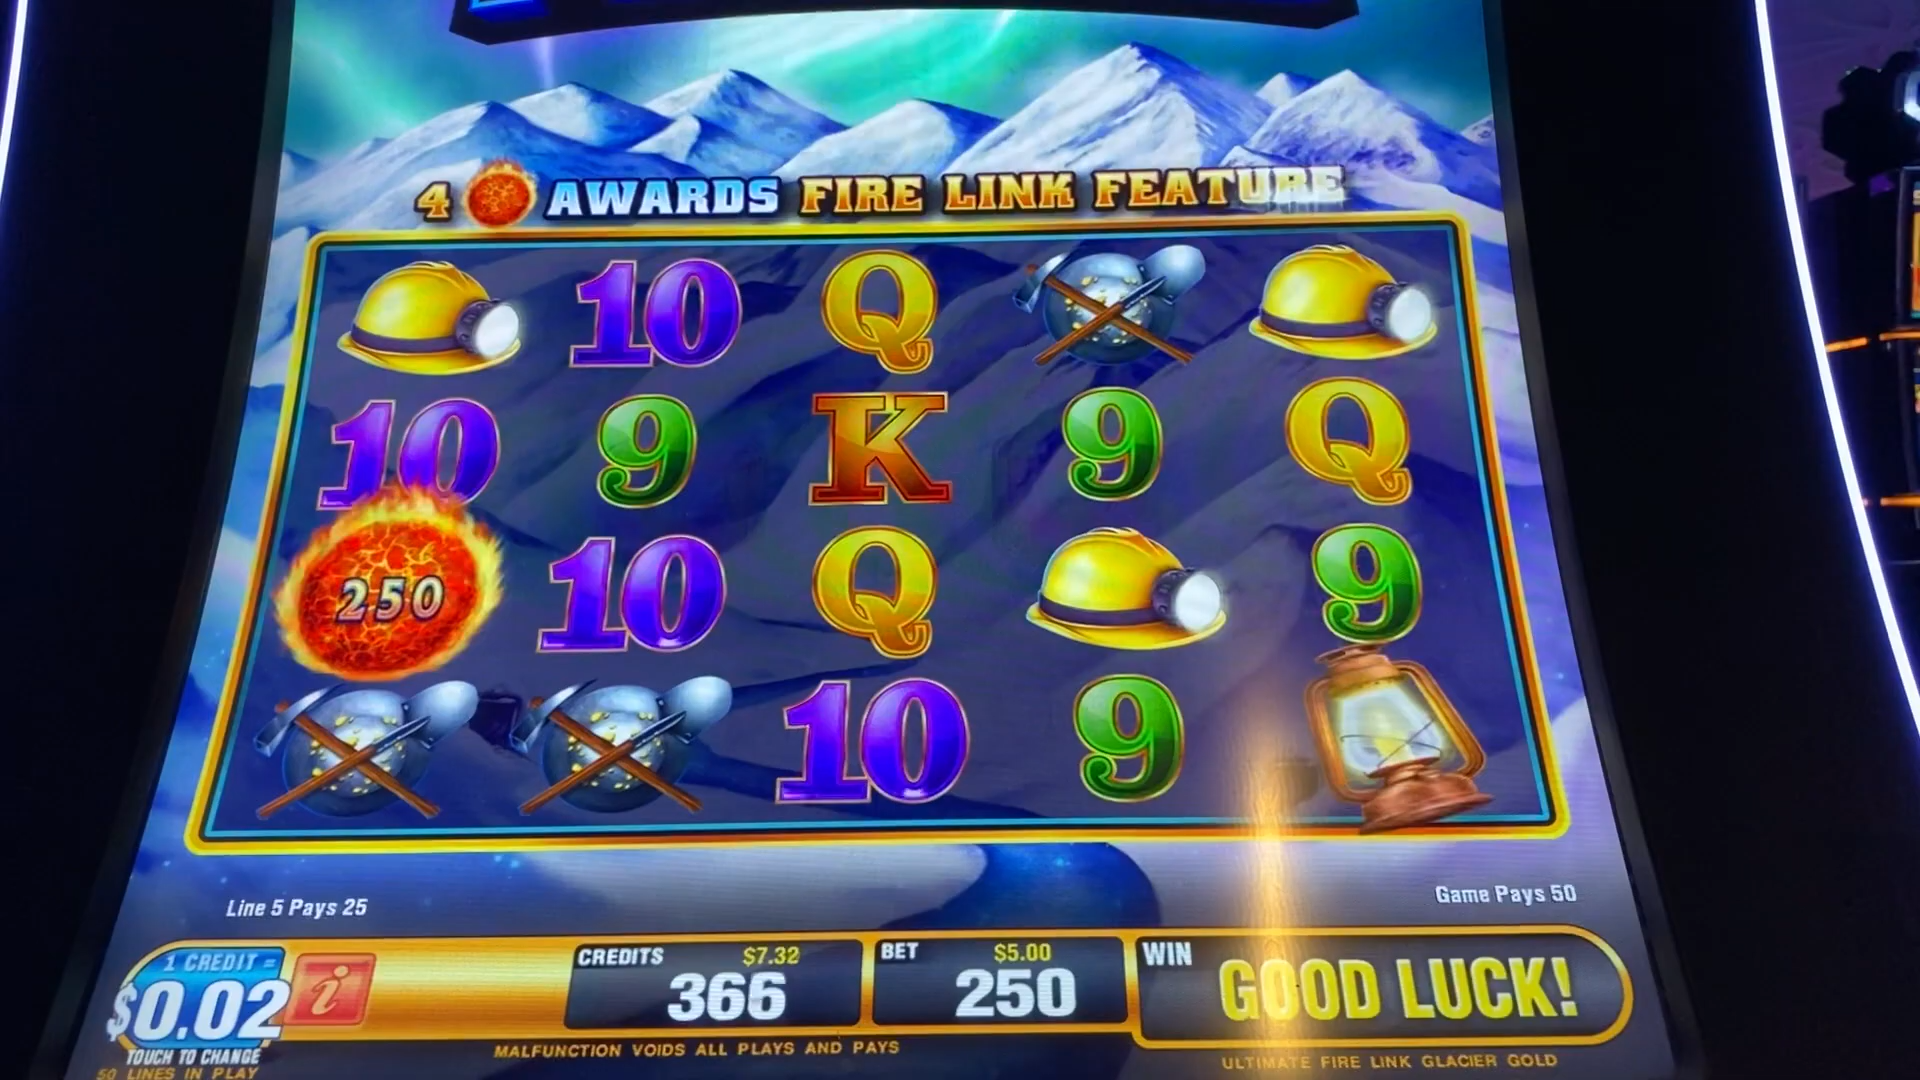 4 AWARDS FIRE LINK FEATURE
10 Q
10 9 K 9 Q
250 10 Q 9
10 9
Line 5 Pays 25
Game Pays 50
1 CREDIT =
$0.02
TOUCH TO CHANGE
50 LINES IN PLAY
i
CREDITS $7.32
366
BET $5.00
250
WIN
GOOD LUCK!
MALFUNCTION VOIDS ALL PLAYS AND PAYS
ULTIMATE FIRE LINK GLACIER GOLD